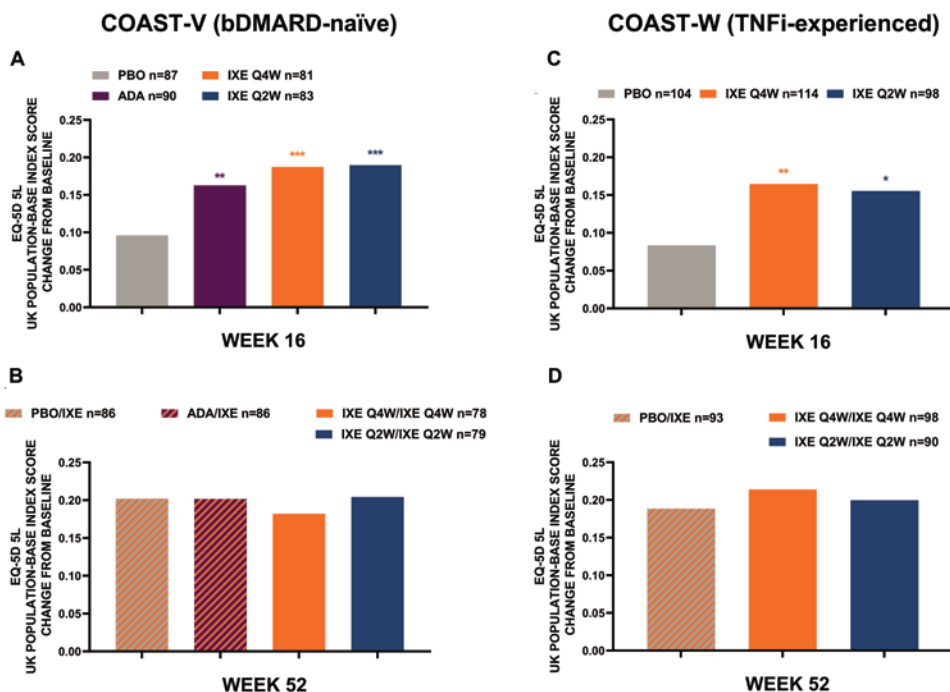 COAST-V (bDMARD-naïve)
A
PBO n=87
IXE Q4W n=81
ADA n=90
IXE Q2W n=83
EQ-5D 5L
UK POPULATION-BASE INDEX SCORE
CHANGE FROM BASELINE
0.25
0.20
0.15
0.10
0.05
0.00
**
***
***
WEEK 16
B
PBO/IXE n=86
ADA/IXE n=86
IXE Q4W/IXE Q4W n=78
IXE Q2W/IXE Q2W n=79
EQ-5D 5L
UK POPULATION-BASE INDEX SCORE
CHANGE FROM BASELINE
0.25
0.20
0.15
0.10
0.05
0.00
WEEK 52
COAST-W (TNFi-experienced)
C
PBO n=104
IXE Q4W n=114
IXE Q2W n=98
EQ-5D 5L
UK POPULATION-BASE INDEX SCORE
CHANGE FROM BASELINE
0.25
0.20
0.15
0.10
0.05
0.00
**
*
WEEK 16
D
PBO/IXE n=93
IXE Q4W/IXE Q4W n=98
IXE Q2W/IXE Q2W n=90
EQ-5D 5L
UK POPULATION-BASE INDEX SCORE
CHANGE FROM BASELINE
0.25
0.20
0.15
0.10
0.05
0.00
WEEK 52